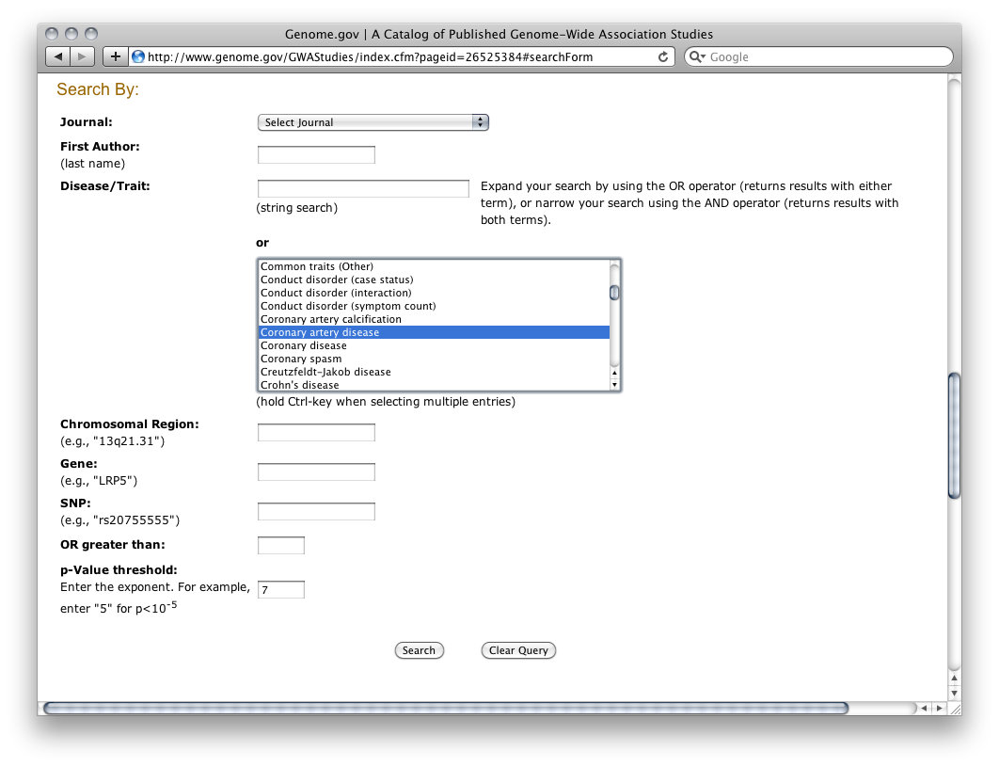 Genome.gov | A Catalog of Published Genome-Wide Association Studies
http://www.genome.gov/GWAStudies/index.cfm?pageid=26525384#searchForm
Google
Search By:
Journal:
Select Journal
First Author:
(last name)
Disease/Trait:
Expand your search by using the OR operator (returns results with either
term), or narrow your search using the AND operator (returns results with
both terms).
(string search)
or
Common traits (Other)
Conduct disorder (case status)
Conduct disorder (interaction)
Conduct disorder (symptom count)
Coronary artery calcification
Coronary artery disease
Coronary disease
Coronary spasm
Creutzfeldt-Jakob disease
Crohn's disease
(hold Ctrl-key when selecting multiple entries)
Chromosomal Region:
(e.g., "13q21.31")
Gene:
(e.g., "LRP5")
SNP:
(e.g., "rs20755555")
OR greater than:
p-Value threshold:
Enter the exponent. For example,
7
enter "5" for p<10⁻⁵
Search
Clear Query